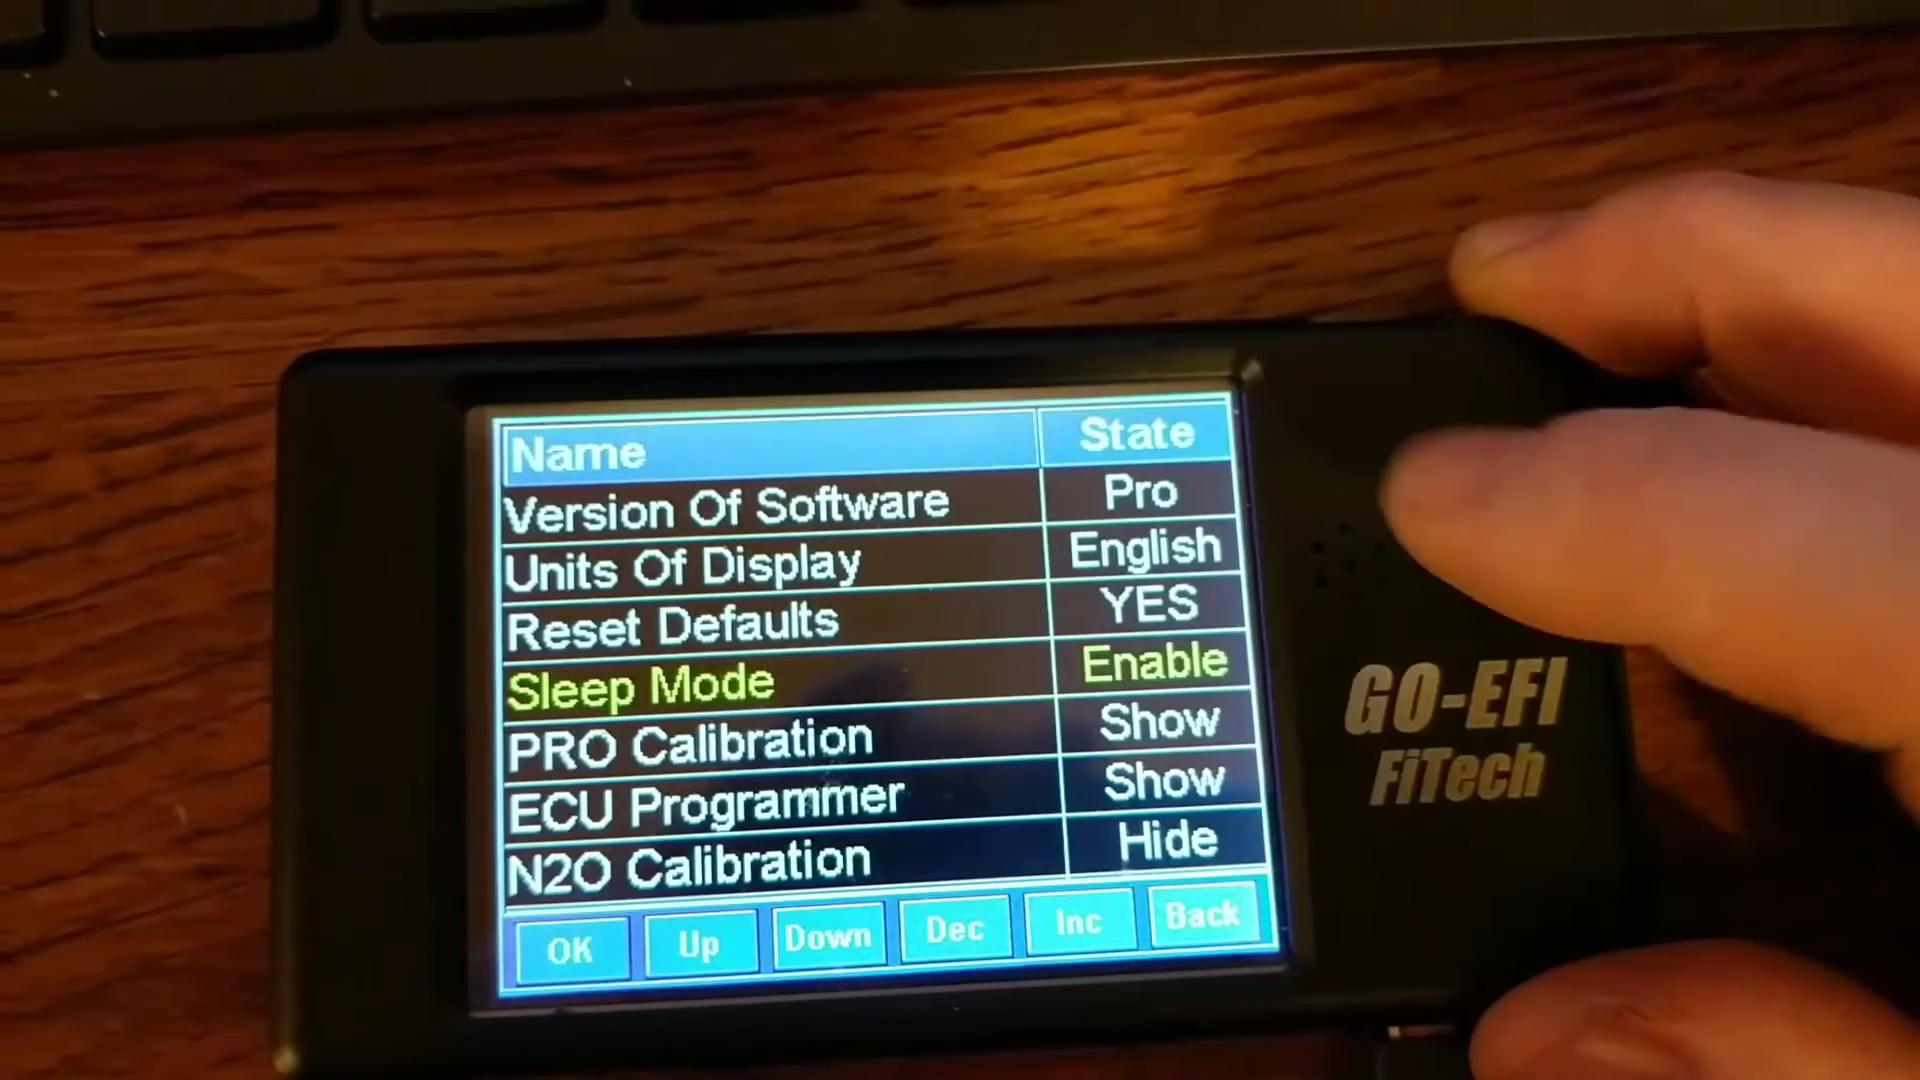 Name State
Version Of Software Pro
Units Of Display English
Reset Defaults YES
Sleep Mode Enable
PRO Calibration Show
ECU Programmer Show
N2O Calibration Hide
OK Up Down Dec Inc Back
GO-EFI
FiTech